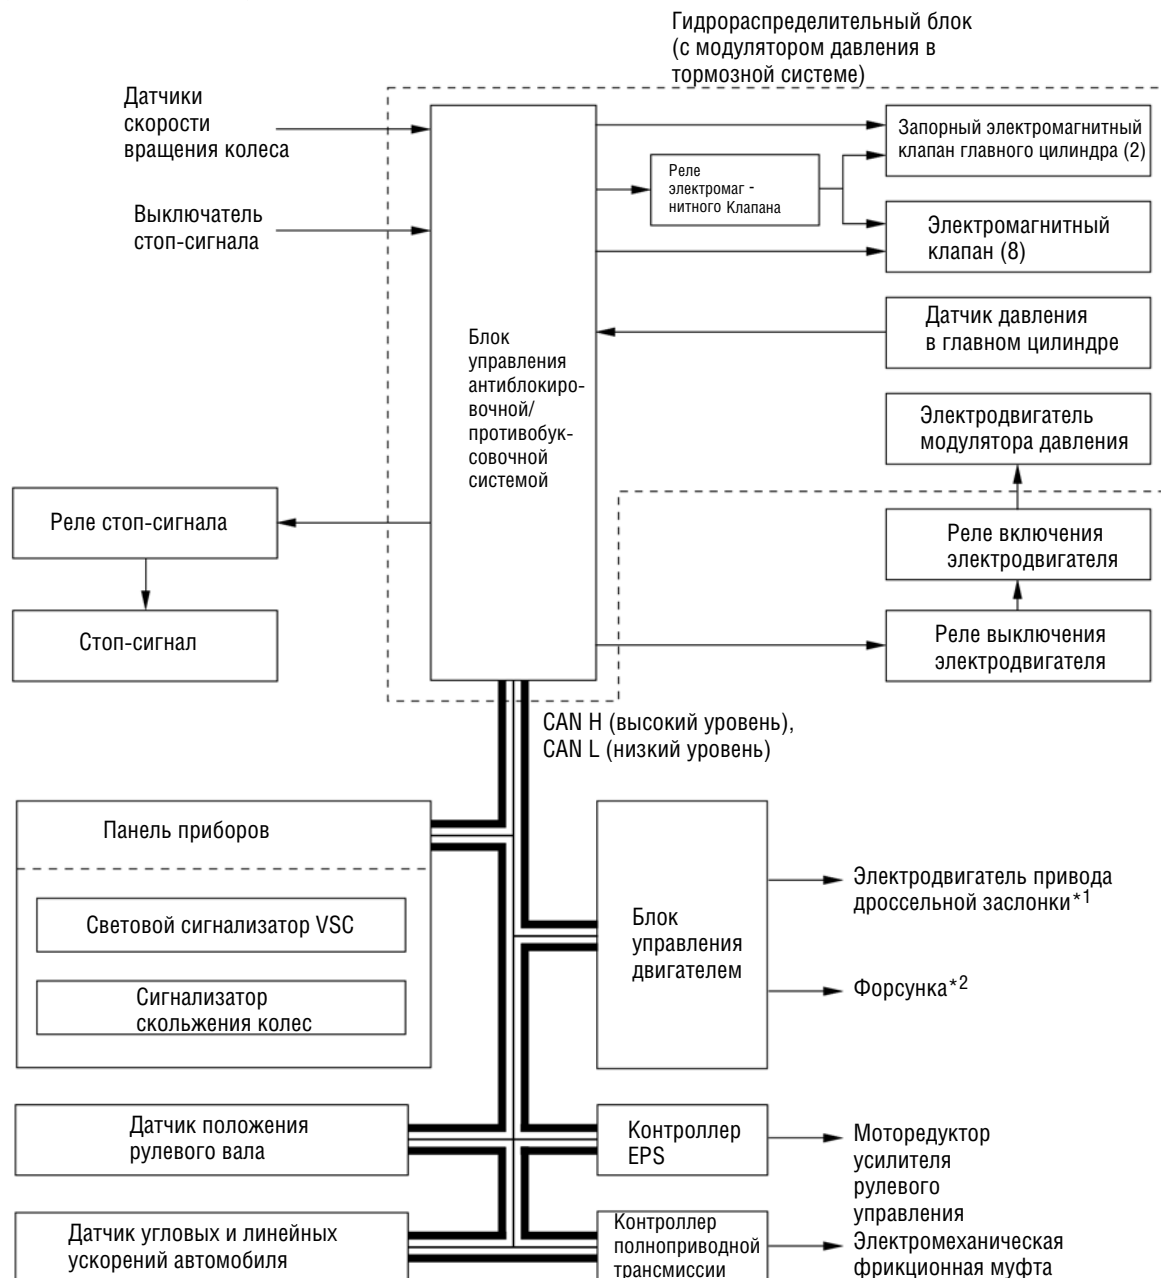 Гидрораспределительный блок
(с модулятором давления в
тормозной системе)
Датчики
скорости
вращения колеса
Выключатель
стоп-сигнала
Запорный электромагнитный
клапан главного цилиндра (2)
Реле
электромаг -
нитного Клапана
Электромагнитный
клапан (8)
Датчик давления
в главном цилиндре
Блок
управления
антиблокиро-
вочной/
противобук-
совочной
системой
Электродвигатель
модулятора давления
Реле стоп-сигнала
Реле включения
электродвигателя
Стоп-сигнал
Реле выключения
электродвигателя
CAN H (высокий уровень),
CAN L (низкий уровень)
Панель приборов
Световой сигнализатор VSC
Сигнализатор
скольжения колес
Блок
управления
двигателем
Электродвигатель привода
дроссельной заслонки*1
Форсунка*2
Датчик положения
рулевого вала
Контроллер
EPS
Моторедуктор
усилителя
рулевого
управления
Датчик угловых и линейных
ускорений автомобиля
Контроллер
полноприводной
трансмиссии
Электромеханическая
фрикционная муфта